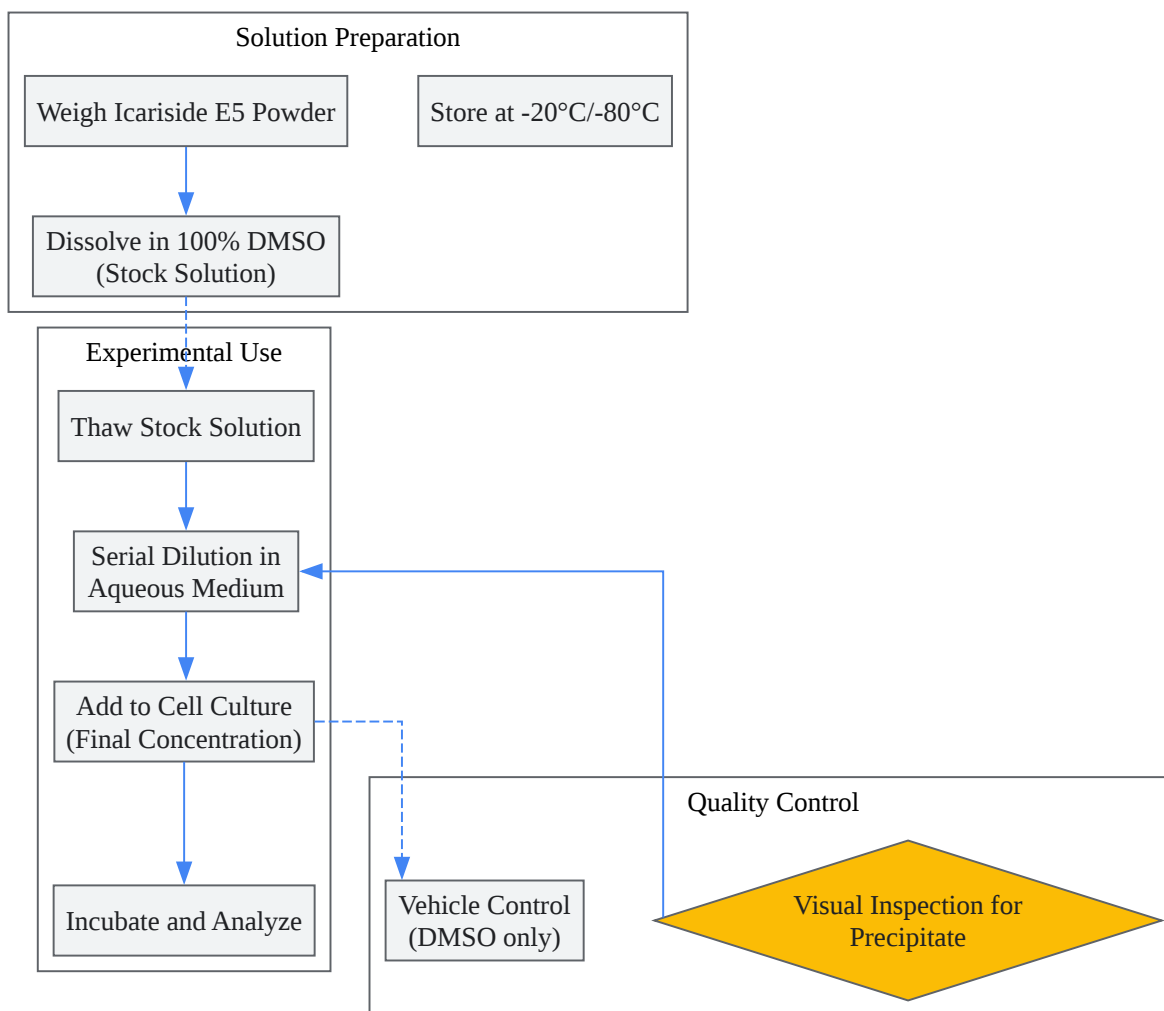 Solution Preparation
Weigh Icariside E5 Powder
Store at -20°C/-80°C
Dissolve in 100% DMSO
(Stock Solution)
Experimental Use
Thaw Stock Solution
Serial Dilution in
Aqueous Medium
Add to Cell Culture
(Final Concentration)
Quality Control
Incubate and Analyze
Vehicle Control
(DMSO only)
Visual Inspection for
Precipitate